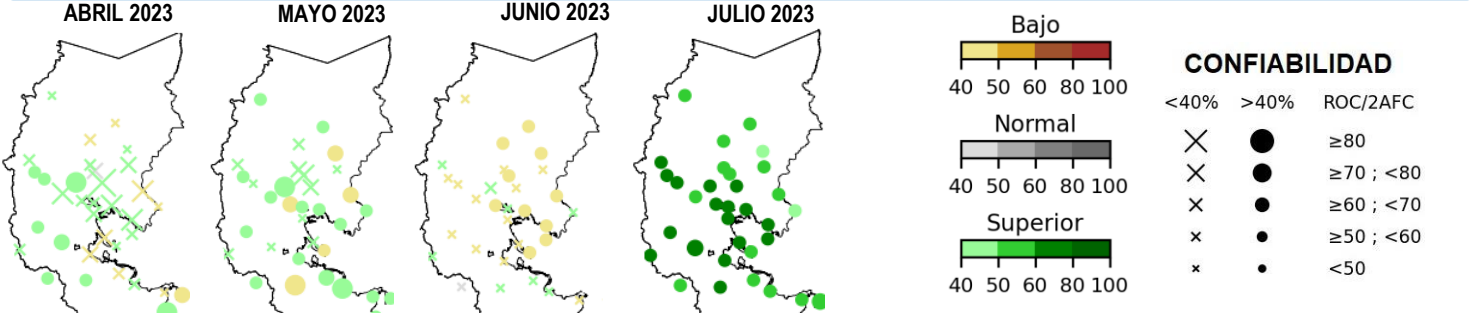 ABRIL 2023 MAYO 2023 JUNIO 2023 JULIO 2023
Bajo
40 50 60 80 100
Normal
40 50 60 80 100
Superior
40 50 60 80 100
CONFIABILIDAD
<40% >40% ROC/2AFC
≥80
≥70 ; <80
≥60 ; <70
≥50 ; <60
<50